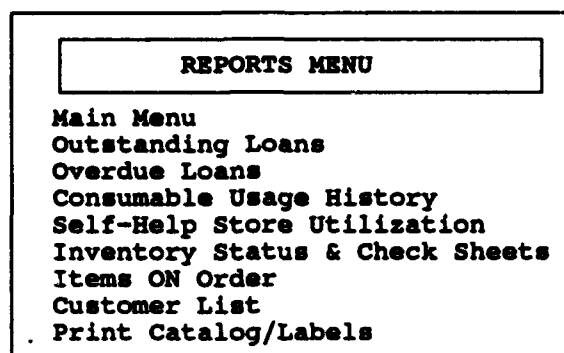 REPORTS MENU
Main Menu
Outstanding Loans
Overdue Loans
Consumable Usage History
Self-Help Store Utilization
Inventory Status & Check Sheets
Items ON Order
Customer List
Print Catalog/Labels